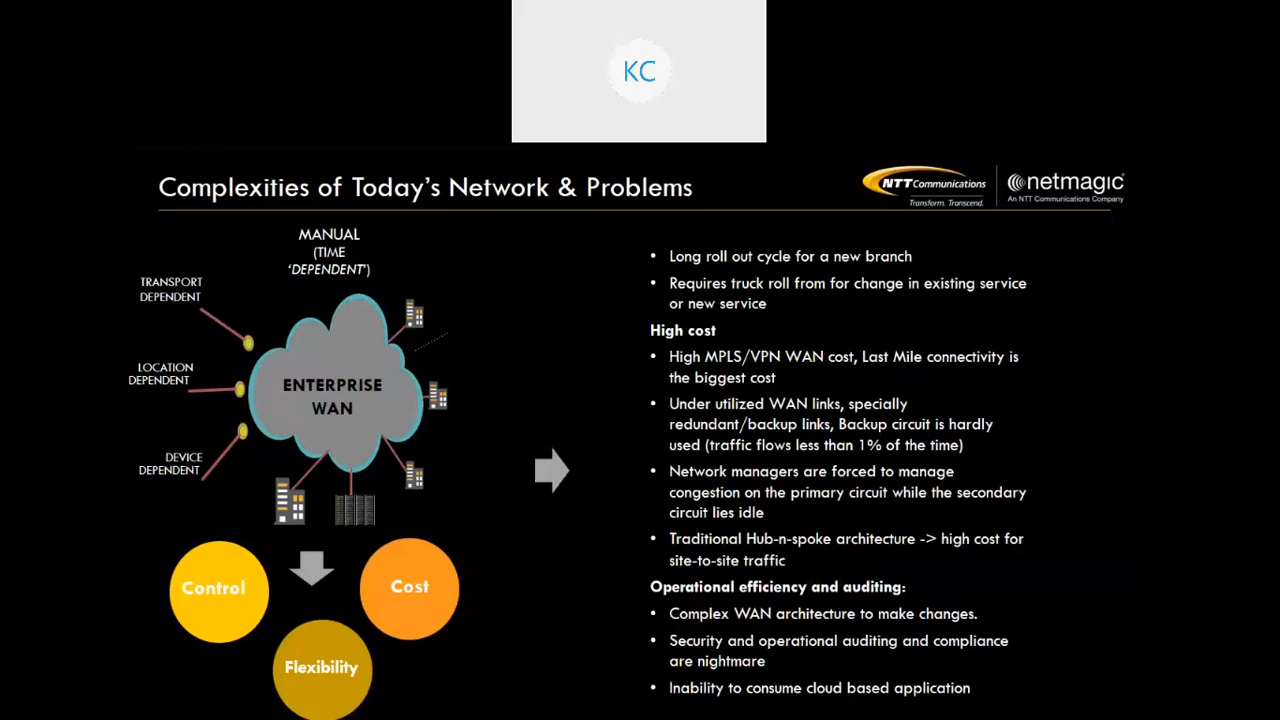 KC
Complexities of Today's Network & Problems
NTT Communications
Transform. Transcend.
netmagic
An NTT Communications Company
MANUAL
(TIME
'DEPENDENT')
TRANSPORT
DEPENDENT
LOCATION
DEPENDENT
DEVICE
DEPENDENT
ENTERPRISE
WAN
Control
Cost
Flexibility
• Long roll out cycle for a new branch
• Requires truck roll from for change in existing service
or new service
High cost
• High MPLS/VPN WAN cost, Last Mile connectivity is
the biggest cost
• Under utilized WAN links, specially
redundant/backup links, Backup circuit is hardly
used (traffic flows less than 1% of the time)
• Network managers are forced to manage
congestion on the primary circuit while the secondary
circuit lies idle
• Traditional Hub-n-spoke architecture -> high cost for
site-to-site traffic
Operational efficiency and auditing:
• Complex WAN architecture to make changes.
• Security and operational auditing and compliance
are nightmare
• Inability to consume cloud based application